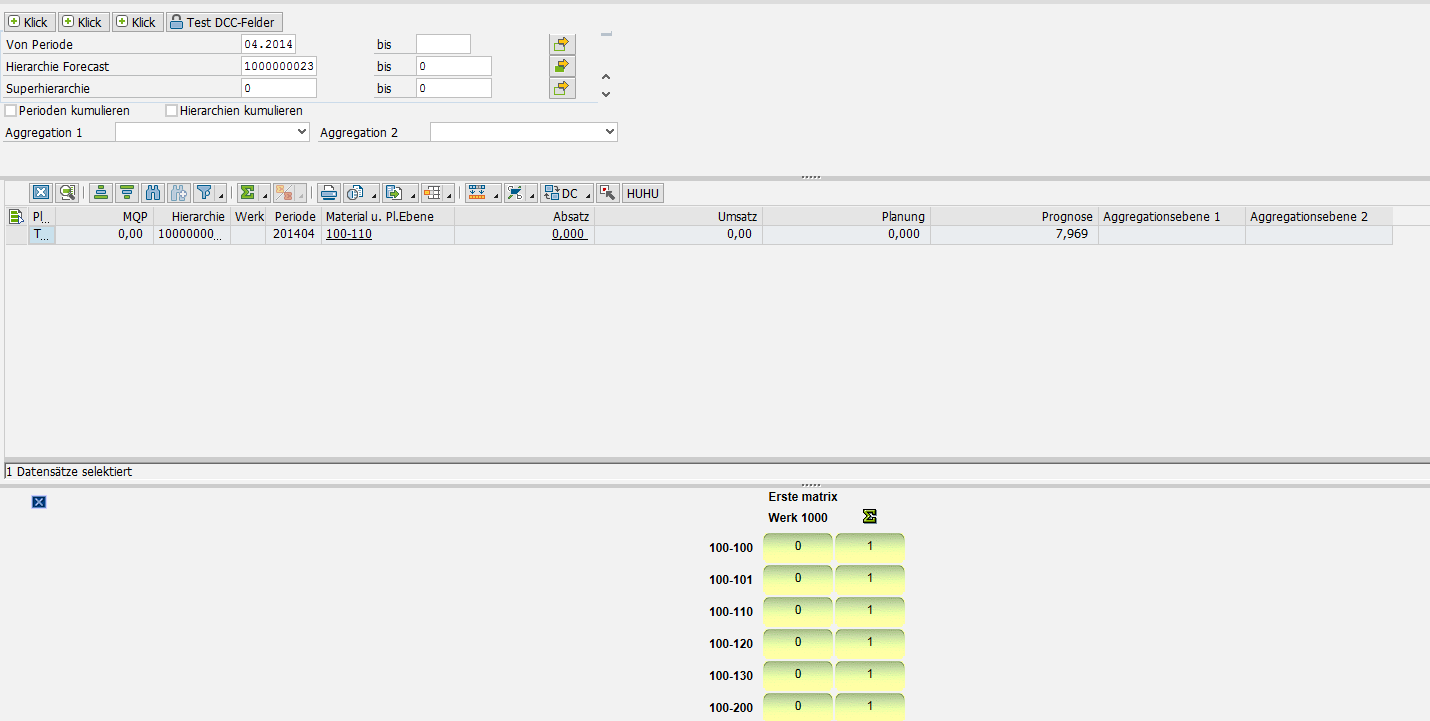 Klick Klick Klick Test DCC-Felder
Von Periode 04.2014 bis
Hierarchie Forecast 1000000023 bis 0
Superhierarchie 0 bis 0
Perioden kumulieren Hierarchien kumulieren
Aggregation 1 Aggregation 2
DC HUHU
Pl... MQP Hierarchie Werk Periode Material u. Pl.Ebene Absatz Umsatz Planung Prognose Aggregationsebene 1 Aggregationsebene 2
T... 0,00 10000000... 201404 100-110 0,000 0,00 0,000 7,969
1 Datensätze selektiert
Erste matrix
Werk 1000 Σ
100-100 0 1
100-101 0 1
100-110 0 1
100-120 0 1
100-130 0 1
100-200 0 1